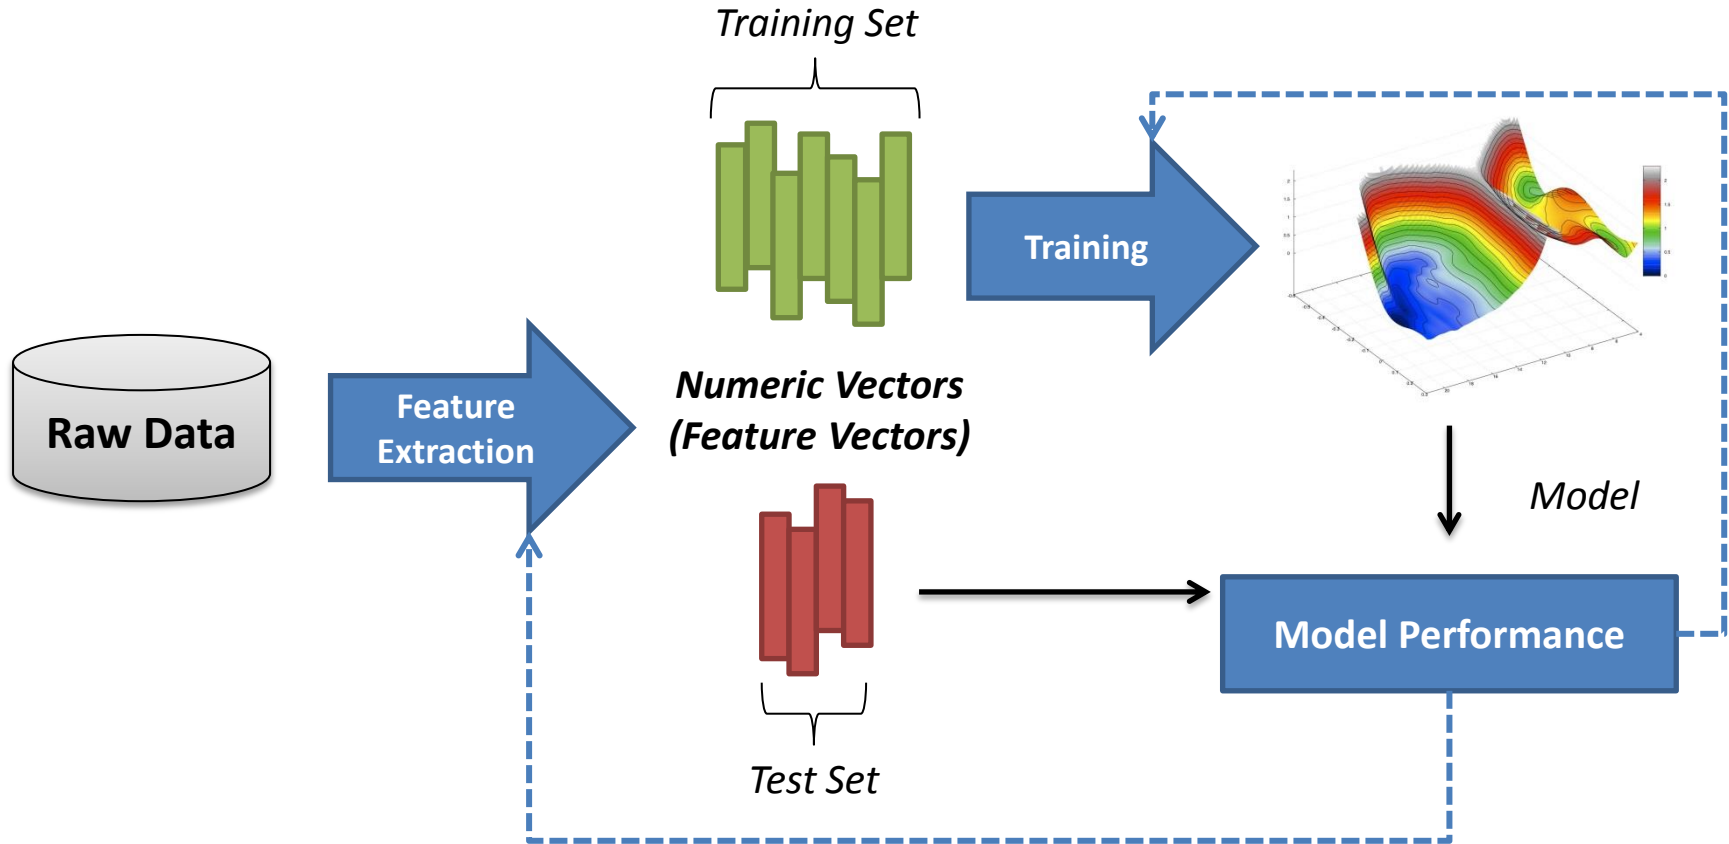 Training Set
Training
Numeric Vectors
(Feature Vectors)
Feature
Extraction
Raw Data
Model
Model Performance
Test Set